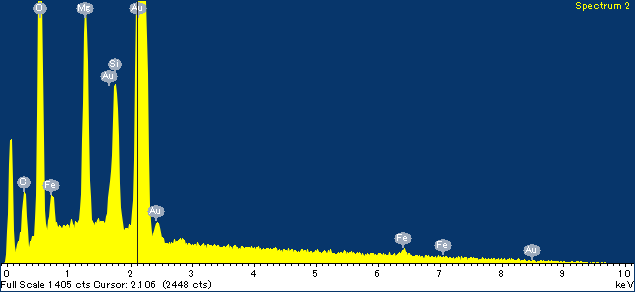 Spectrum 2
O Mg Au
Si
Au
C Fe
Au
Fe Fe Au
0 1 2 3 4 5 6 7 8 9 10
Full Scale 1405 cts Cursor: 2.106 (2448 cts) keV